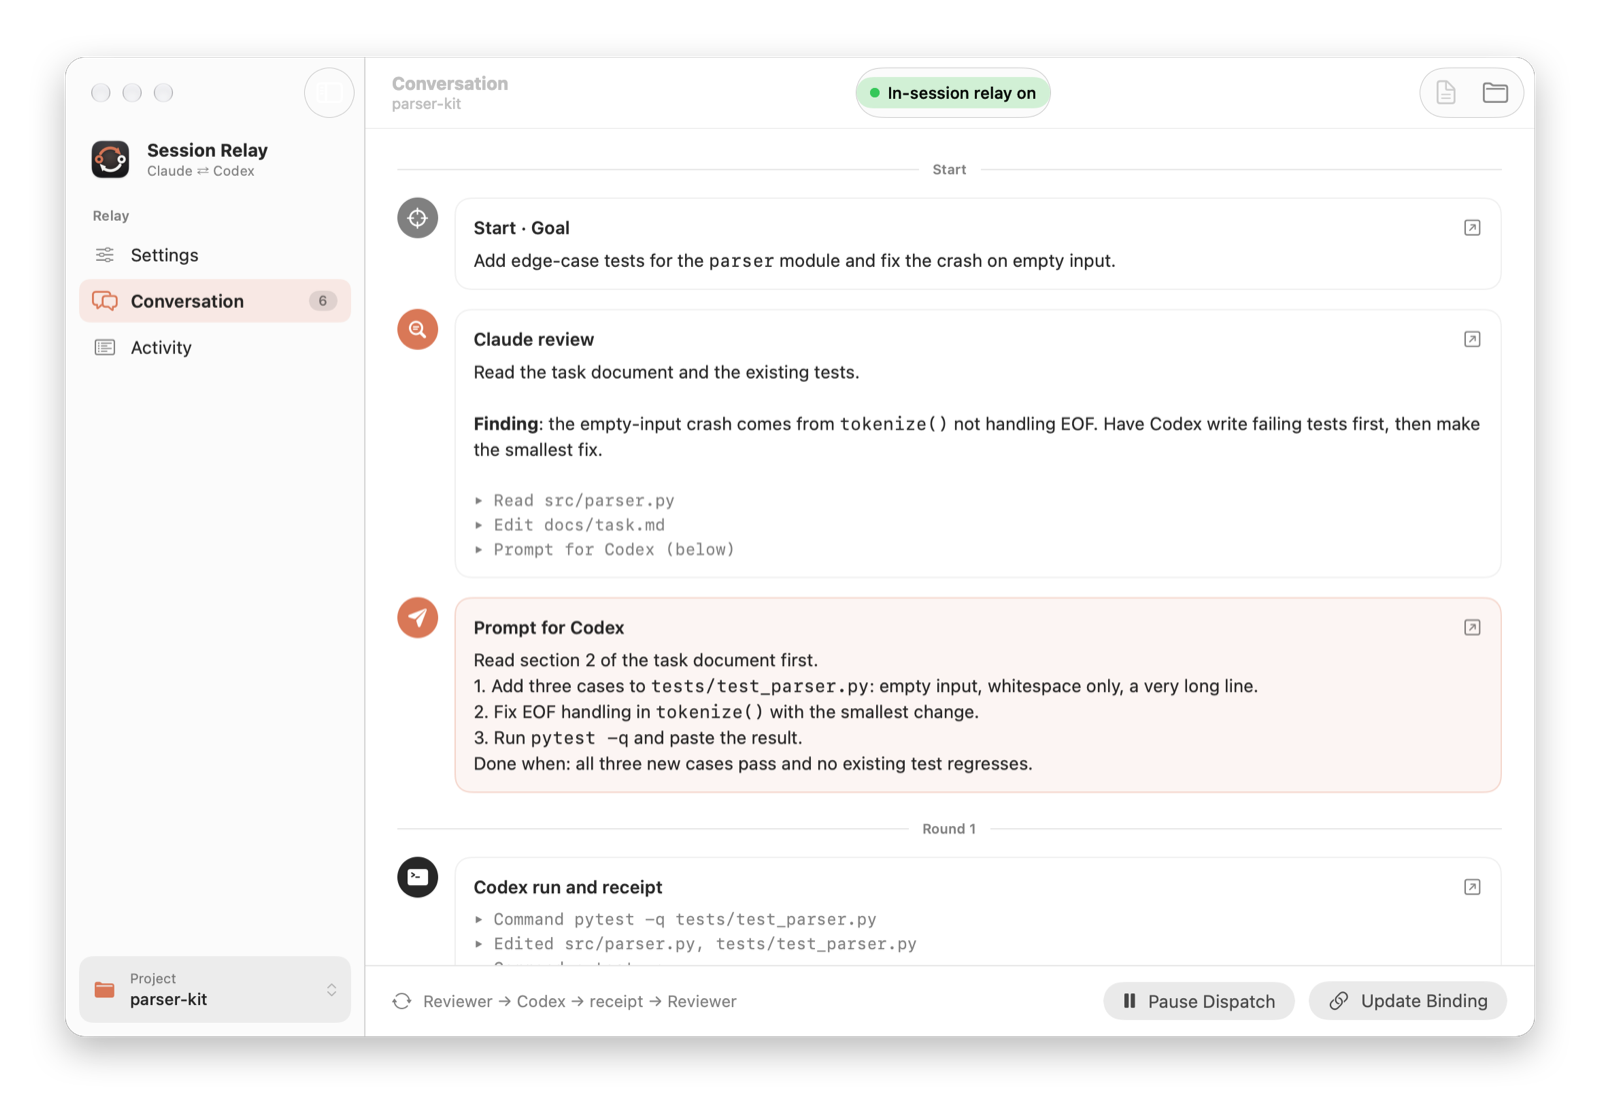 Session Relay
Claude ⇄ Codex
Relay
Settings
Conversation 6
Activity
Project
parser-kit
Conversation
parser-kit
In-session relay on
Start
Start · Goal
Add edge-case tests for the parser module and fix the crash on empty input.
Claude review
Read the task document and the existing tests.
Finding: the empty-input crash comes from tokenize() not handling EOF. Have Codex write failing tests first, then make
the smallest fix.
▸ Read src/parser.py
▸ Edit docs/task.md
▸ Prompt for Codex (below)
Prompt for Codex
Read section 2 of the task document first.
1. Add three cases to tests/test_parser.py: empty input, whitespace only, a very long line.
2. Fix EOF handling in tokenize() with the smallest change.
3. Run pytest -q and paste the result.
Done when: all three new cases pass and no existing test regresses.
Round 1
Codex run and receipt
▸ Command pytest -q tests/test_parser.py
▸ Edited src/parser.py, tests/test_parser.py
Reviewer → Codex → receipt → Reviewer
Pause Dispatch
Update Binding